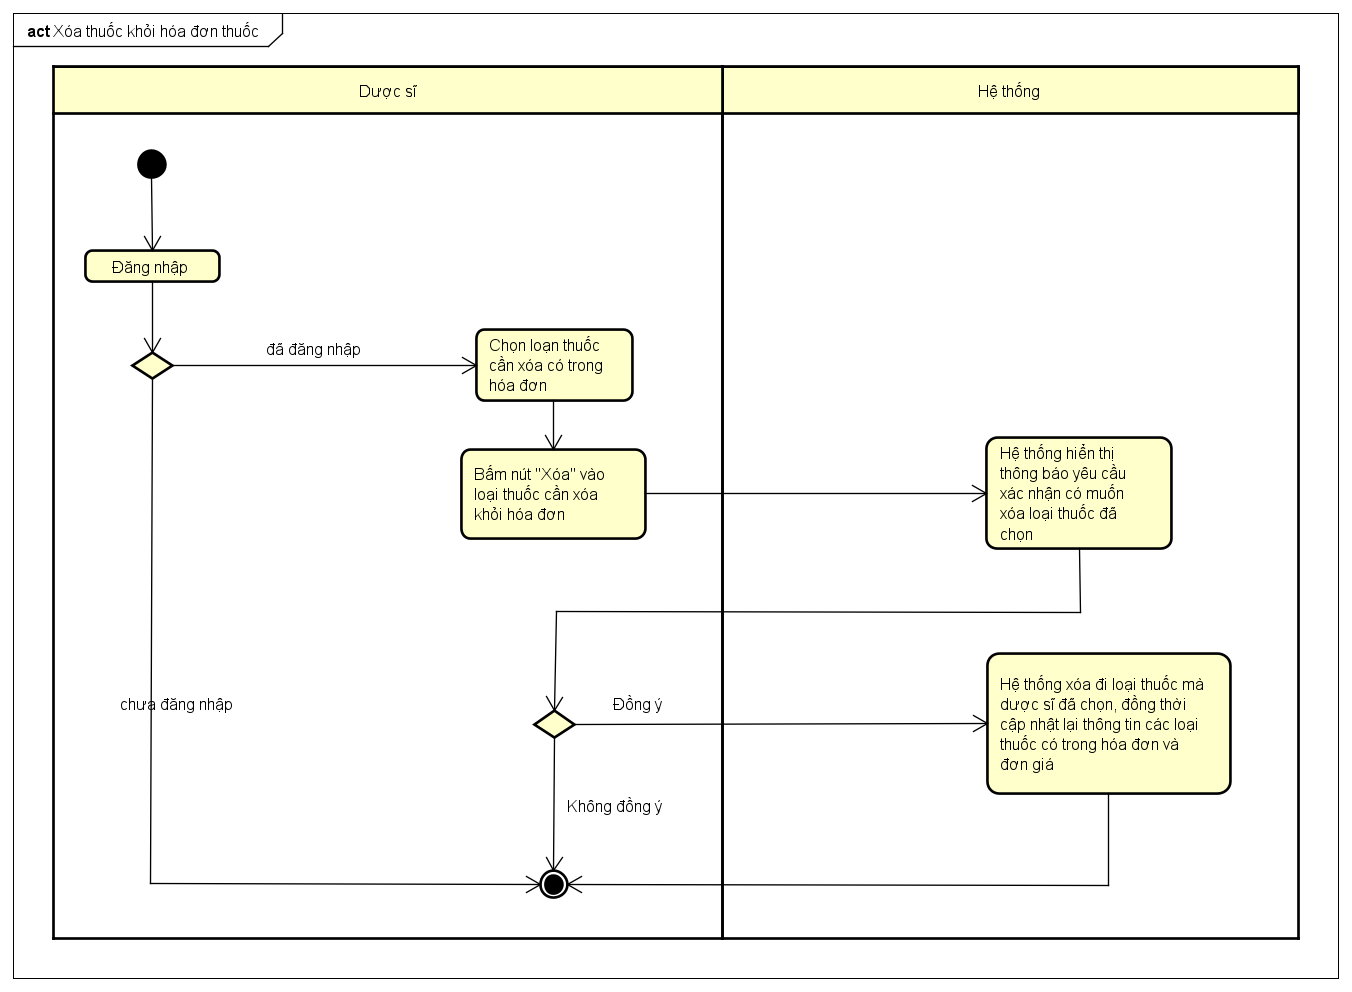 act Xóa thuốc khỏi hóa đơn thuốc
Dược sĩ
Hệ thống
Đăng nhập
đã đăng nhập
Chọn loạn thuốc
cần xóa có trong
hóa đơn
Bấm nút "Xóa" vào
loại thuốc cần xóa
khỏi hóa đơn
Hệ thống hiển thị
thông báo yêu cầu
xác nhận có muốn
xóa loại thuốc đã
chọn
chưa đăng nhập
Đồng ý
Hệ thống xóa đi loại thuốc mà
dược sĩ đã chọn, đồng thời
cập nhật lại thông tin các loại
thuốc có trong hóa đơn và
đơn giá
Không đồng ý